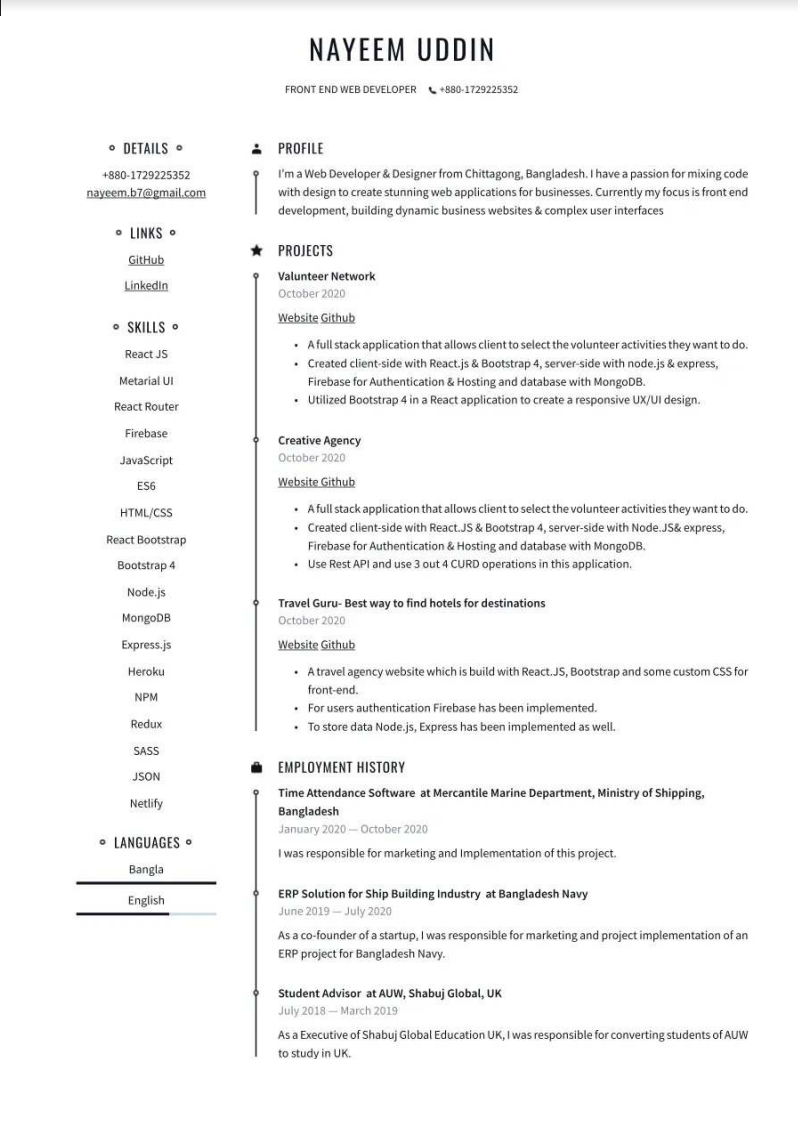 NAYEEM UDDIN
FRONT END WEB DEVELOPER +880-1729225352
DETAILS
+880-1729225352
nayeem.b7@gmail.com
LINKS
GitHub
LinkedIn
SKILLS
React JS
Metarial UI
React Router
Firebase
JavaScript
ES6
HTML/CSS
React Bootstrap
Bootstrap 4
Node.js
MongoDB
Express.js
Heroku
NPM
Redux
SASS
JSON
Netlify
LANGUAGES
Bangla
English
PROFILE
I'm a Web Developer & Designer from Chittagong, Bangladesh. I have a passion for mixing code
with design to create stunning web applications for businesses. Currently my focus is front end
development, building dynamic business websites & complex user interfaces
PROJECTS
Valunteer Network
October 2020
Website Github
• A full stack application that allows client to select the volunteer activities they want to do.
• Created client-side with React.js & Bootstrap 4, server-side with node.js & express,
Firebase for Authentication & Hosting and database with MongoDB.
• Utilized Bootstrap 4 in a React application to create a responsive UX/UI design.
Creative Agency
October 2020
Website Github
• A full stack application that allows client to select the volunteer activities they want to do.
• Created client-side with React.JS & Bootstrap 4, server-side with Node.JS& express,
Firebase for Authentication & Hosting and database with MongoDB.
• Use Rest API and use 3 out 4 CURD operations in this application.
Travel Guru- Best way to find hotels for destinations
October 2020
Website Github
• A travel agency website which is build with React.JS, Bootstrap and some custom CSS for
front-end.
• For users authentication Firebase has been implemented.
• To store data Node.js, Express has been implemented as well.
EMPLOYMENT HISTORY
Time Attendance Software at Mercantile Marine Department, Ministry of Shipping,
Bangladesh
January 2020 — October 2020
I was responsible for marketing and Implementation of this project.
ERP Solution for Ship Building Industry at Bangladesh Navy
June 2019 — July 2020
As a co-founder of a startup, I was responsible for marketing and project implementation of an
ERP project for Bangladesh Navy.
Student Advisor at AUW, Shabuj Global, UK
July 2018 — March 2019
As a Executive of Shabuj Global Education UK, I was responsible for converting students of AUW
to study in UK.